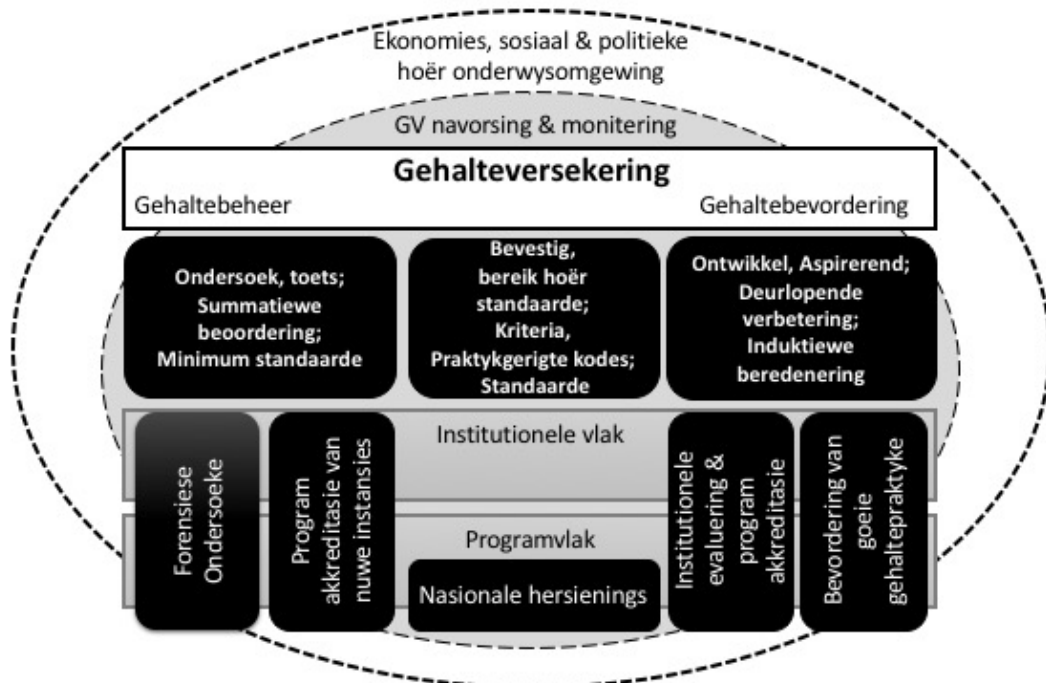 Ekonomies, sosiaal & politieke
hoër onderwysomgewing
GV navorsing & monitering
Gehalteversekering
Gehaltebeheer
Gehaltebevordering
Ondersoek, toets;
Summatiewe
beoordering;
Minimum standaarde
Bevestig,
bereik hoër
standaarde;
Kriteria,
Praktykgerigte kodes;
Standaarde
Ontwikkel, Aspirerend;
Deurlopende
verbetering;
Induktiewe
beredenering
Institutionele vlak
Programvlak
Forensiese
Ondersoeke
Program
akkreditasie van
nuwe instansies
Nasionale hersienings
Institutionele
evaluering &
program
akkreditasie
Bevordering van
goeie
gehaltepraktyke